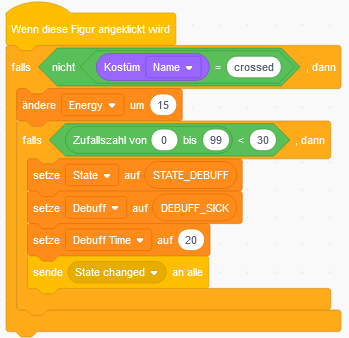 Wenn diese Figur angeklickt wird
falls nicht Kostüm Name = crossed , dann
ändere Energy um 15
falls Zufallszahl von 0 bis 99 < 30 , dann
setze State auf STATE_DEBUFF
setze Debuff auf DEBUFF_SICK
setze Debuff Time auf 20
sende State changed an alle